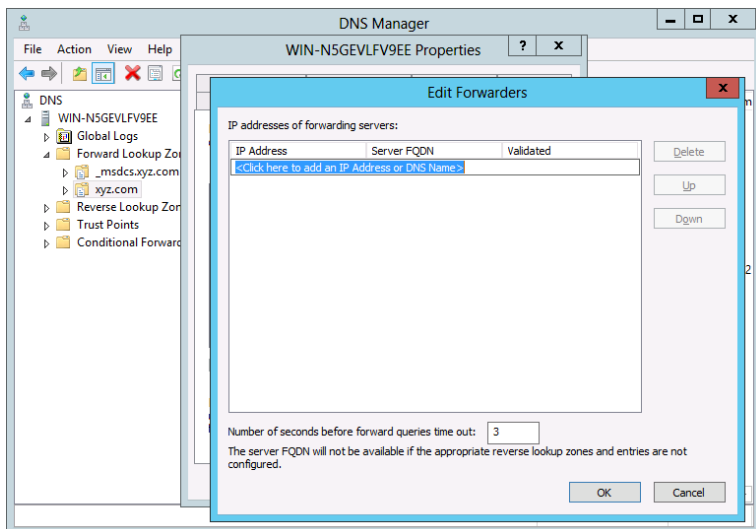 DNS Manager
File Action View Help
WIN-N5GEVLFV9EE Properties
? x
Edit Forwarders
x
DNS
WIN-N5GEVLFV9EE
Global Logs
Forward Lookup Zo
_msdcs.xyz.com
xyz.com
Reverse Lookup Zor
Trust Points
Conditional Forward
IP addresses of forwarding servers:
IP Address Server FQDN Validated
<Click here to add an IP Address or DNS Name>
Delete
Up
Down
Number of seconds before forward queries time out: 3
The server FQDN will not be available if the appropriate reverse lookup zones and entries are not
configured.
OK Cancel